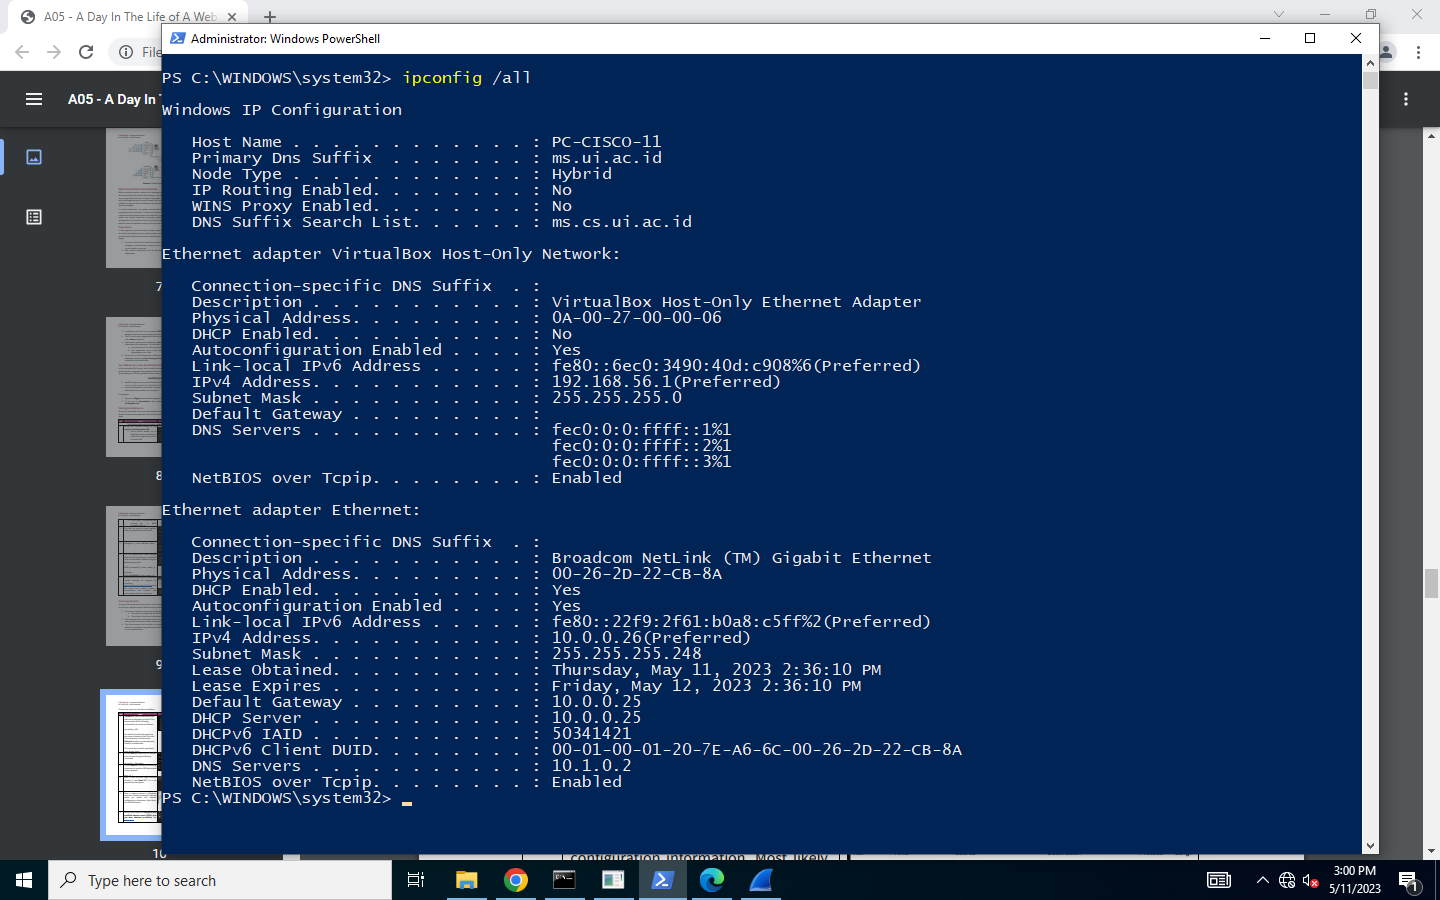 A05 - A Day In The Life of A Web
File
A05 - A Day In
Administrator: Windows PowerShell
PS C:\WINDOWS\system32> ipconfig /all
Windows IP Configuration
Host Name . . . . . . . . . . . . : PC-CISCO-11
Primary Dns Suffix  . . . . . . . : ms.ui.ac.id
Node Type . . . . . . . . . . . . : Hybrid
IP Routing Enabled. . . . . . . . : No
WINS Proxy Enabled. . . . . . . . : No
DNS Suffix Search List. . . . . . : ms.cs.ui.ac.id
Ethernet adapter VirtualBox Host-Only Network:
Connection-specific DNS Suffix  . :
Description . . . . . . . . . . . : VirtualBox Host-Only Ethernet Adapter
Physical Address. . . . . . . . . : 0A-00-27-00-00-06
DHCP Enabled. . . . . . . . . . . : No
Autoconfiguration Enabled . . . . : Yes
Link-local IPv6 Address . . . . . : fe80::6ec0:3490:40d:c908%6(Preferred)
IPv4 Address. . . . . . . . . . . : 192.168.56.1(Preferred)
Subnet Mask . . . . . . . . . . . : 255.255.255.0
Default Gateway . . . . . . . . . :
DNS Servers . . . . . . . . . . . : fec0:0:0:ffff::1%1
fec0:0:0:ffff::2%1
fec0:0:0:ffff::3%1
NetBIOS over Tcpip. . . . . . . . : Enabled
Ethernet adapter Ethernet:
Connection-specific DNS Suffix  . :
Description . . . . . . . . . . . : Broadcom NetLink (TM) Gigabit Ethernet
Physical Address. . . . . . . . . : 00-26-2D-22-CB-8A
DHCP Enabled. . . . . . . . . . . : Yes
Autoconfiguration Enabled . . . . : Yes
Link-local IPv6 Address . . . . . : fe80::22f9:2f61:b0a8:c5ff%2(Preferred)
IPv4 Address. . . . . . . . . . . : 10.0.0.26(Preferred)
Subnet Mask . . . . . . . . . . . : 255.255.255.248
Lease Obtained. . . . . . . . . . : Thursday, May 11, 2023 2:36:10 PM
Lease Expires . . . . . . . . . . : Friday, May 12, 2023 2:36:10 PM
Default Gateway . . . . . . . . . : 10.0.0.25
DHCP Server . . . . . . . . . . . : 10.0.0.25
DHCPv6 IAID . . . . . . . . . . . : 50341421
DHCPv6 Client DUID. . . . . . . . : 00-01-00-01-20-7E-A6-6C-00-26-2D-22-CB-8A
DNS Servers . . . . . . . . . . . : 10.1.0.2
NetBIOS over Tcpip. . . . . . . . : Enabled
PS C:\WINDOWS\system32>
7
8
9
10
configuration information. Most likely
Type here to search
3:00 PM
5/11/2023
1